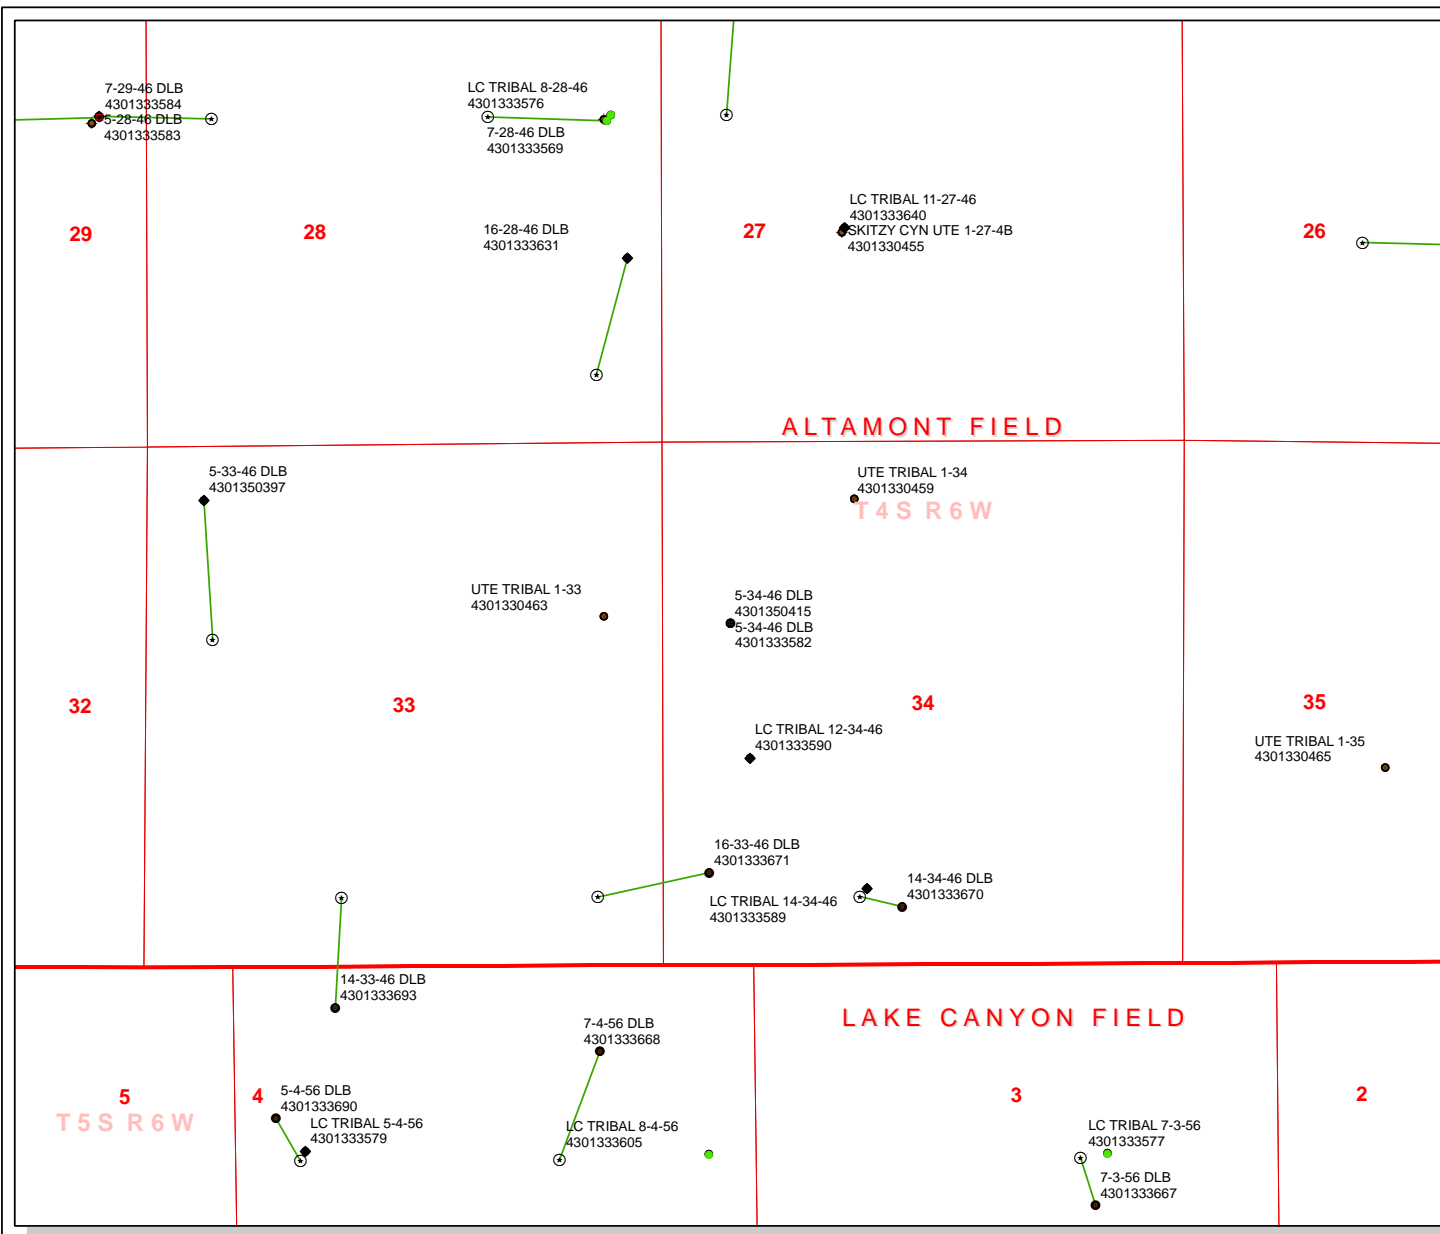 7-29-46 DLB
4301333584
5-28-46 DLB
4301333583
LC TRIBAL 8-28-46
4301333576
7-28-46 DLB
4301333569
LC TRIBAL 11-27-46
4301333640
SKITZY CYN UTE 1-27-4B
4301330455
29
28
16-28-46 DLB
4301333631
27
26
ALTAMONT FIELD
5-33-46 DLB
4301350397
UTE TRIBAL 1-34
4301330459
T4S R6W
UTE TRIBAL 1-33
4301330463
5-34-46 DLB
4301350415
5-34-46 DLB
4301333582
32
33
34
35
LC TRIBAL 12-34-46
4301333590
UTE TRIBAL 1-35
4301330465
16-33-46 DLB
4301333671
LC TRIBAL 14-34-46
4301333589
14-34-46 DLB
4301333670
14-33-46 DLB
4301333693
LAKE CANYON FIELD
7-4-56 DLB
4301333668
5
4
3
2
T5S R6W
5-4-56 DLB
4301333690
LC TRIBAL 5-4-56
4301333579
LC TRIBAL 8-4-56
4301333605
LC TRIBAL 7-3-56
4301333577
7-3-56 DLB
4301333667